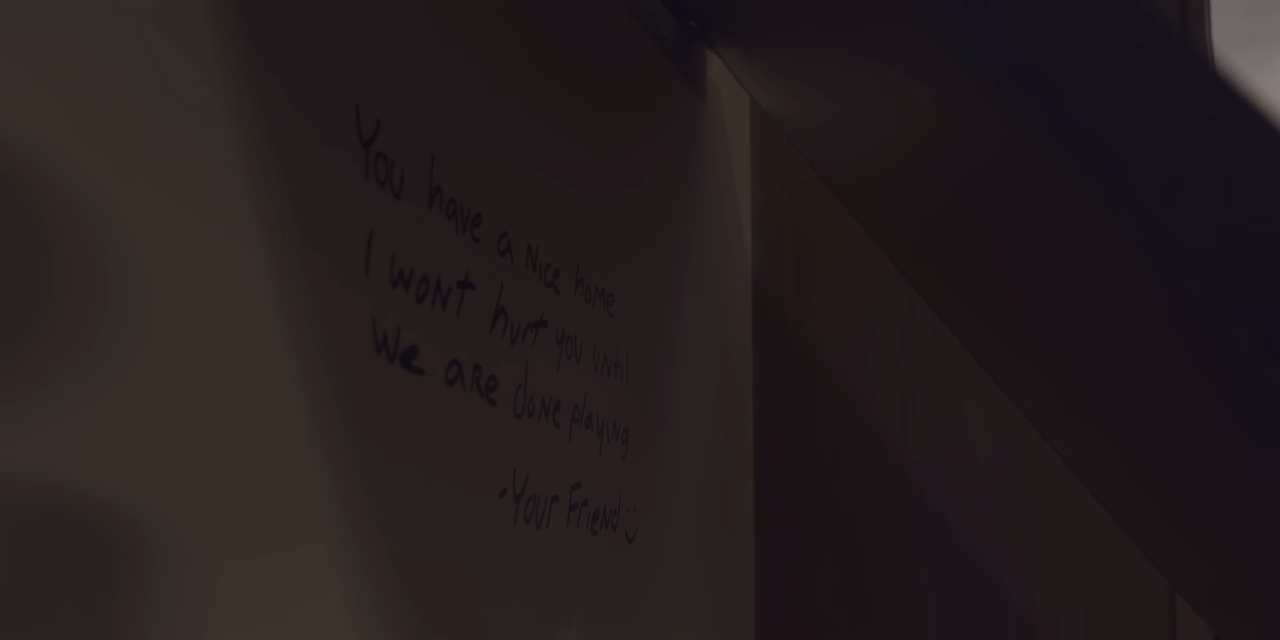 You have a nice home
I wont hurt you until
We are done playing
-Your Friend :)